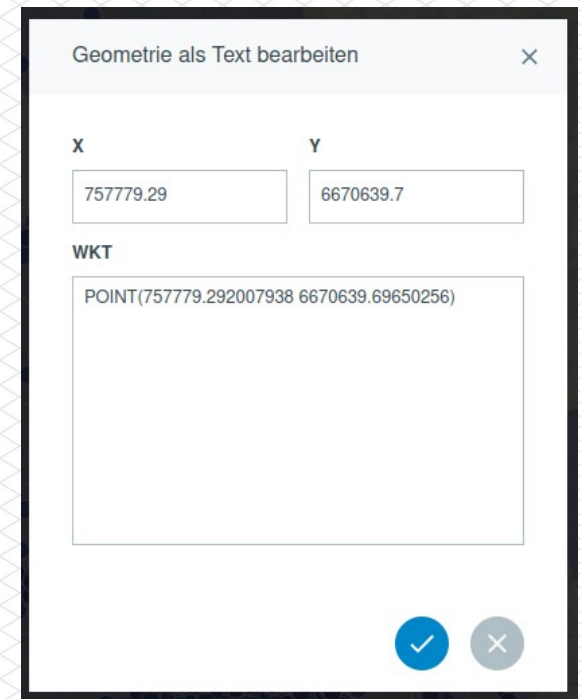 Geometrie als Text bearbeiten
X Y
757779.29 6670639.7
WKT
POINT(757779.292007938 6670639.69650256)